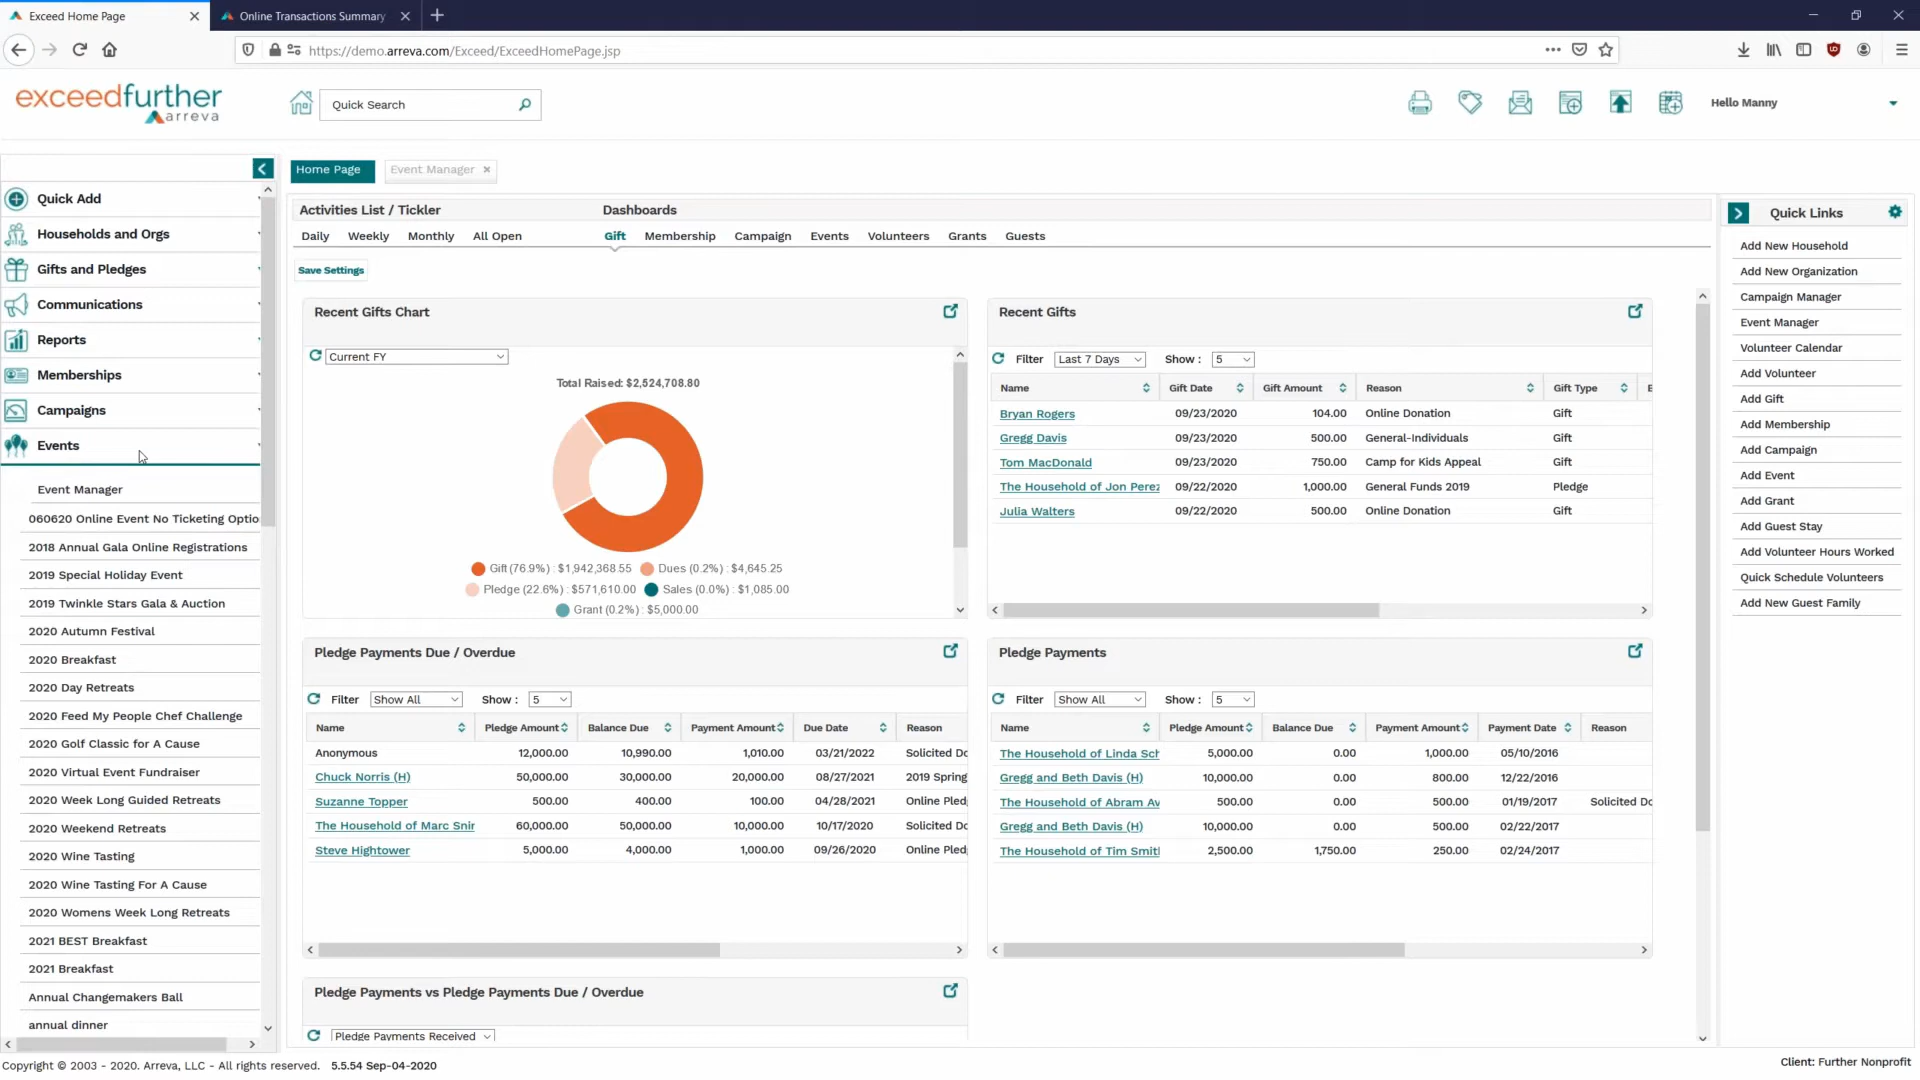 Exceed Home Page
Online Transactions Summary
https://demo.arreva.com/Exceed/ExceedHomePage.jsp
exceedfurther
arreva
Quick Search
Hello Manny
Home Page
Event Manager
Quick Add
Households and Orgs
Gifts and Pledges
Communications
Reports
Memberships
Campaigns
Events
Event Manager
060620 Online Event No Ticketing Optio
2018 Annual Gala Online Registrations
2019 Special Holiday Event
2019 Twinkle Stars Gala & Auction
2020 Autumn Festival
2020 Breakfast
2020 Day Retreats
2020 Feed My People Chef Challenge
2020 Golf Classic for A Cause
2020 Virtual Event Fundraiser
2020 Week Long Guided Retreats
2020 Weekend Retreats
2020 Wine Tasting
2020 Wine Tasting For A Cause
2020 Womens Week Long Retreats
2021 BEST Breakfast
2021 Breakfast
Annual Changemakers Ball
annual dinner
Activities List / Tickler Dashboards
Daily Weekly Monthly All Open Gift Membership Campaign Events Volunteers Grants Guests
Save Settings
Recent Gifts Chart
Current FY
Total Raised: $2,524,708.80
Gift (76.9%) : $1,942,368.55 Dues (0.2%) : $4,645.25
Pledge (22.6%) : $571,610.00 Sales (0.0%) : $1,085.00
Grant (0.2%) : $5,000.00
Recent Gifts
Filter Last 7 Days Show : 5
Name Gift Date Gift Amount Reason Gift Type E
Bryan Rogers 09/23/2020 104.00 Online Donation Gift
Gregg Davis 09/23/2020 500.00 General-Individuals Gift
Tom MacDonald 09/23/2020 750.00 Camp for Kids Appeal Gift
The Household of Jon Perez 09/22/2020 1,000.00 General Funds 2019 Pledge
Julia Walters 09/22/2020 500.00 Online Donation Gift
Pledge Payments Due / Overdue
Filter Show All Show : 5
Name Pledge Amount Balance Due Payment Amount Due Date Reason
Anonymous 12,000.00 10,990.00 1,010.00 03/21/2022 Solicited Do
Chuck Norris (H) 50,000.00 30,000.00 20,000.00 08/27/2021 2019 Spring
Suzanne Topper 500.00 400.00 100.00 04/28/2021 Online Pled
The Household of Marc Snir 60,000.00 50,000.00 10,000.00 10/17/2020 Solicited Do
Steve Hightower 5,000.00 4,000.00 1,000.00 09/26/2020 Online Pled
Pledge Payments
Filter Show All Show : 5
Name Pledge Amount Balance Due Payment Amount Payment Date Reason
The Household of Linda Sch 5,000.00 0.00 1,000.00 05/10/2016
Gregg and Beth Davis (H) 10,000.00 0.00 800.00 12/22/2016
The Household of Abram Av 500.00 0.00 500.00 01/19/2017 Solicited Do
Gregg and Beth Davis (H) 10,000.00 0.00 500.00 02/22/2017
The Household of Tim Smit 2,500.00 1,750.00 250.00 02/24/2017
Pledge Payments vs Pledge Payments Due / Overdue
Pledge Payments Received
Quick Links
Add New Household
Add New Organization
Campaign Manager
Event Manager
Volunteer Calendar
Add Volunteer
Add Gift
Add Membership
Add Campaign
Add Event
Add Grant
Add Guest Stay
Add Volunteer Hours Worked
Quick Schedule Volunteers
Add New Guest Family
Copyright © 2003 - 2020. Arreva, LLC - All rights reserved. 5.5.54 Sep-04-2020
Client: Further Nonprofit